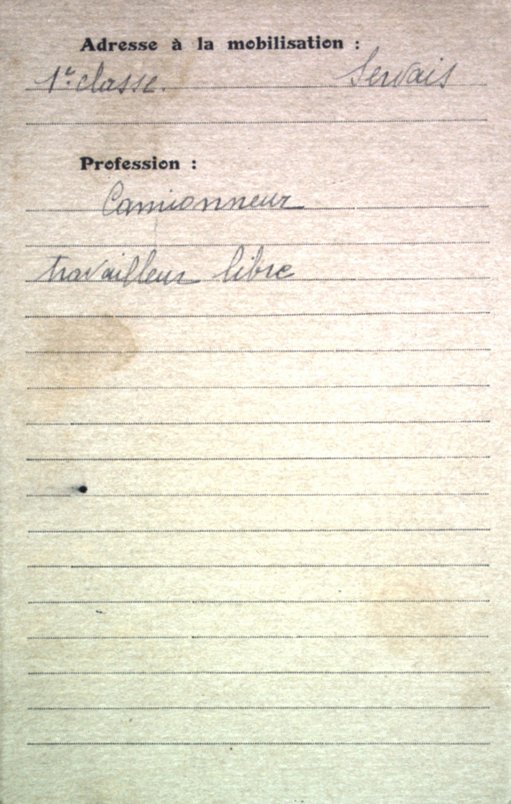 Adresse à la mobilisation :
1re classe. Servais
Profession :
Camionneur
travailleur libre